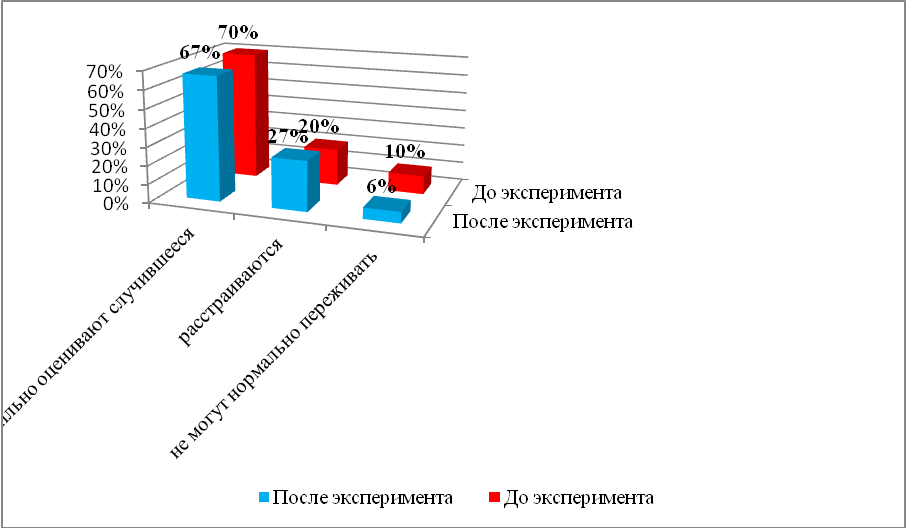 70%
67%
70%
60%
50%
40%
30%
20%
10%
0%
27%
20%
10%
6%
До эксперимента
После эксперимента
оценивают случившееся
расстраиваются
не могут нормально переживать
После эксперимента
До эксперимента